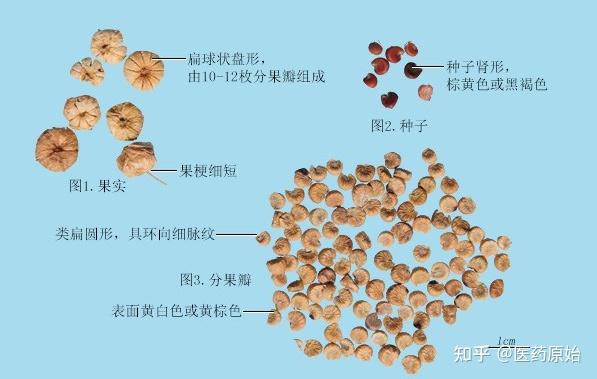 扁球状盘形,
由10-12枚分果瓣组成
种子肾形,
棕黄色或黑褐色
图2.种子
果梗细短
图1.果实
类扁圆形, 具环向细脉纹
图3.分果瓣
表面黄白色或黄棕色
1cm
知乎 @医药原始